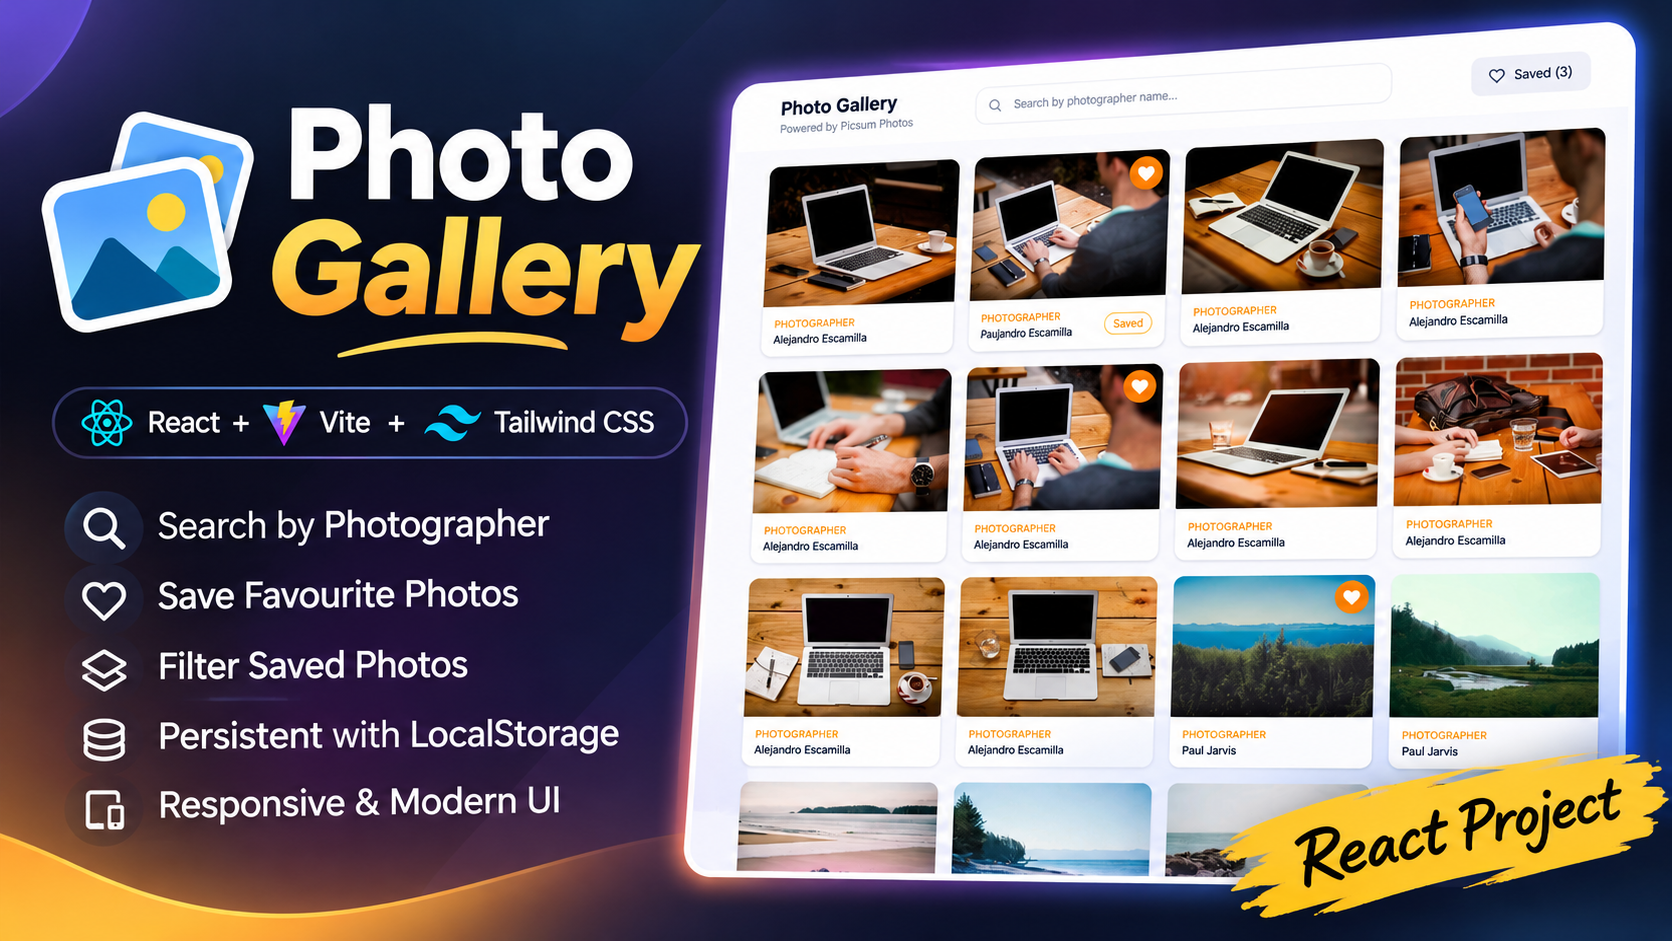 Photo
Gallery
React + Vite + Tailwind CSS
Search by Photographer
Save Favourite Photos
Filter Saved Photos
Persistent with LocalStorage
Responsive & Modern UI
Photo Gallery
Powered by Picsum Photos
Search by photographer name...
Saved (3)
PHOTOGRAPHER
Alejandro Escamilla
PHOTOGRAPHER
Paujandro Escamilla
Saved
PHOTOGRAPHER
Alejandro Escamilla
PHOTOGRAPHER
Alejandro Escamilla
PHOTOGRAPHER
Alejandro Escamilla
PHOTOGRAPHER
Alejandro Escamilla
PHOTOGRAPHER
Alejandro Escamilla
PHOTOGRAPHER
Alejandro Escamilla
PHOTOGRAPHER
Alejandro Escamilla
PHOTOGRAPHER
Alejandro Escamilla
PHOTOGRAPHER
Paul Jarvis
PHOTOGRAPHER
Paul Jarvis
React Project